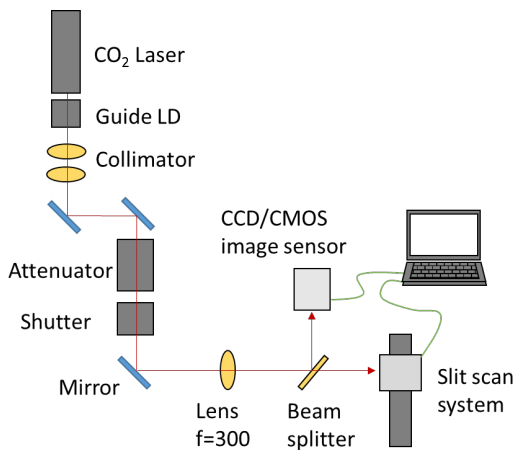 CO₂ Laser
Guide LD
Collimator
CCD/CMOS
image sensor
Attenuator
Shutter
Mirror
Lens
f=300
Beam
splitter
Slit scan
system